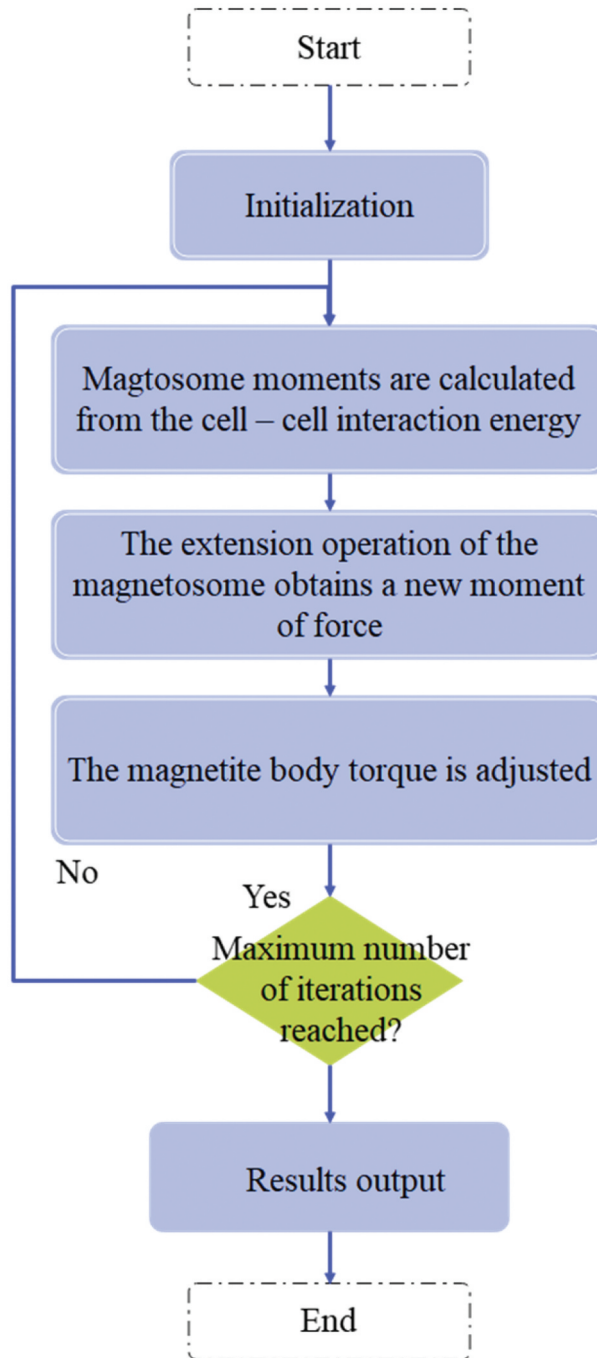 Start
Initialization
Magtosome moments are calculated
from the cell – cell interaction energy
The extension operation of the
magnetosome obtains a new moment
of force
The magnetite body torque is adjusted
No
Yes
Maximum number
of iterations
reached?
Results output
End